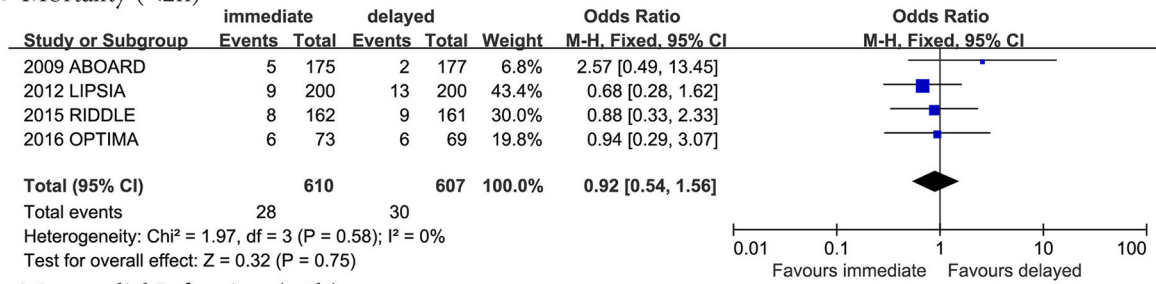 Mortality (<2h)
immediate delayed Odds Ratio Odds Ratio
Study or Subgroup Events Total Events Total Weight M-H, Fixed, 95% CI M-H, Fixed, 95% CI
2009 ABOARD 5 175 2 177 6.8% 2.57 [0.49, 13.45]
2012 LIPSIA 9 200 13 200 43.4% 0.68 [0.28, 1.62]
2015 RIDDLE 8 162 9 161 30.0% 0.88 [0.33, 2.33]
2016 OPTIMA 6 73 6 69 19.8% 0.94 [0.29, 3.07]
Total (95% CI) 610 607 100.0% 0.92 [0.54, 1.56]
Total events 28 30
Heterogeneity: Chi² = 1.97, df = 3 (P = 0.58); I² = 0%
Test for overall effect: Z = 0.32 (P = 0.75)
0.01 0.1 1 10 100
Favours immediate Favours delayed